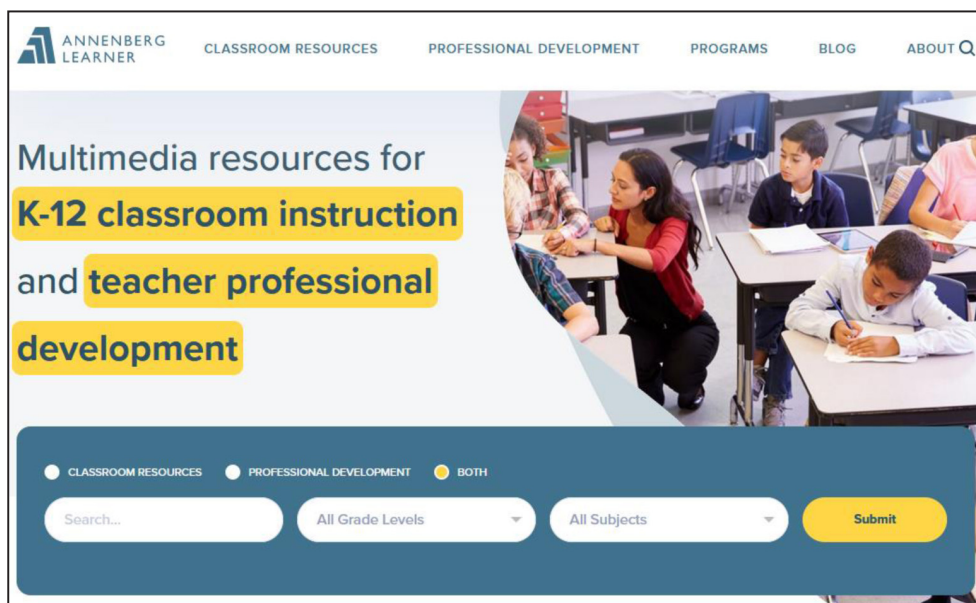 ANNENBERG
LEARNER
CLASSROOM RESOURCES
PROFESSIONAL DEVELOPMENT
PROGRAMS
BLOG
ABOUT
Multimedia resources for
K-12 classroom instruction
and teacher professional
development
CLASSROOM RESOURCES
PROFESSIONAL DEVELOPMENT
BOTH
Search...
All Grade Levels
All Subjects
Submit